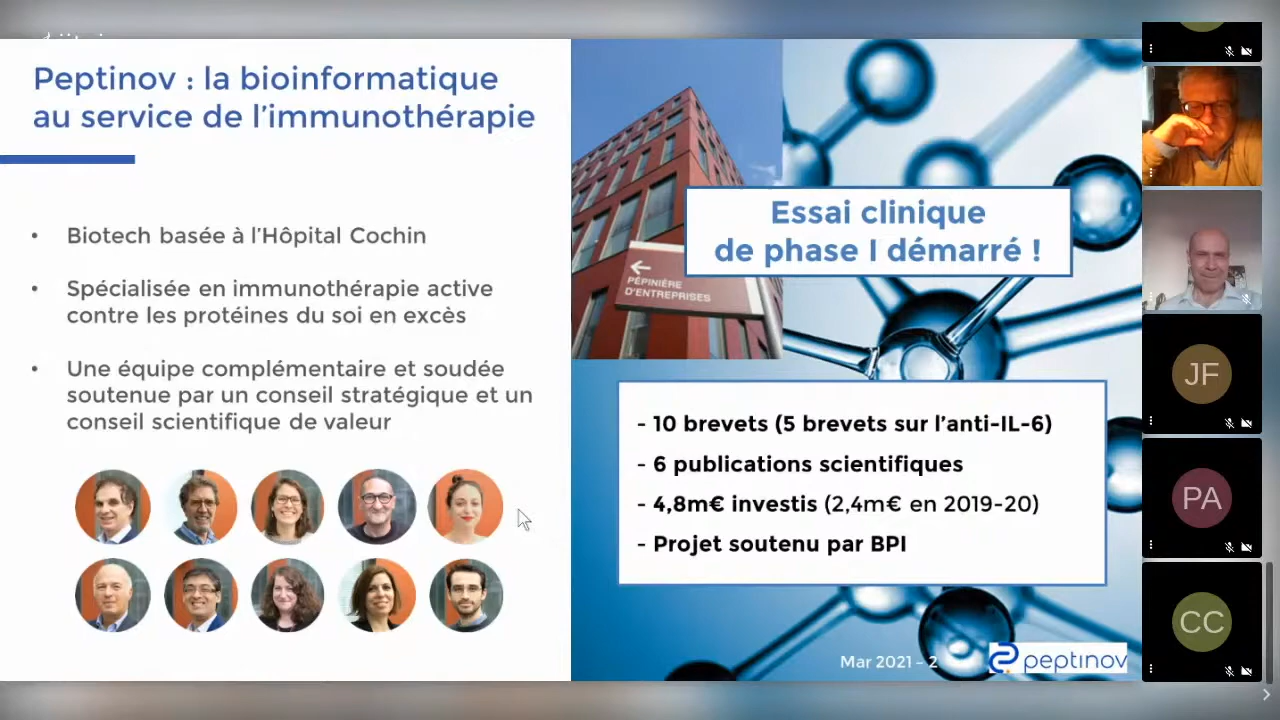 Peptinov : la bioinformatique
au service de l'immunothérapie
• Biotech basée à l'Hôpital Cochin
• Spécialisée en immunothérapie active
contre les protéines du soi en excès
• Une équipe complémentaire et soudée
soutenue par un conseil stratégique et un
conseil scientifique de valeur
PÉPINIÈRE
D'ENTREPRISES
Essai clinique
de phase I démarré !
- 10 brevets (5 brevets sur l'anti-IL-6)
- 6 publications scientifiques
- 4,8m€ investis (2,4m€ en 2019-20)
- Projet soutenu par BPI
Mar 2021 - 2
peptinov
JF
PA
CC